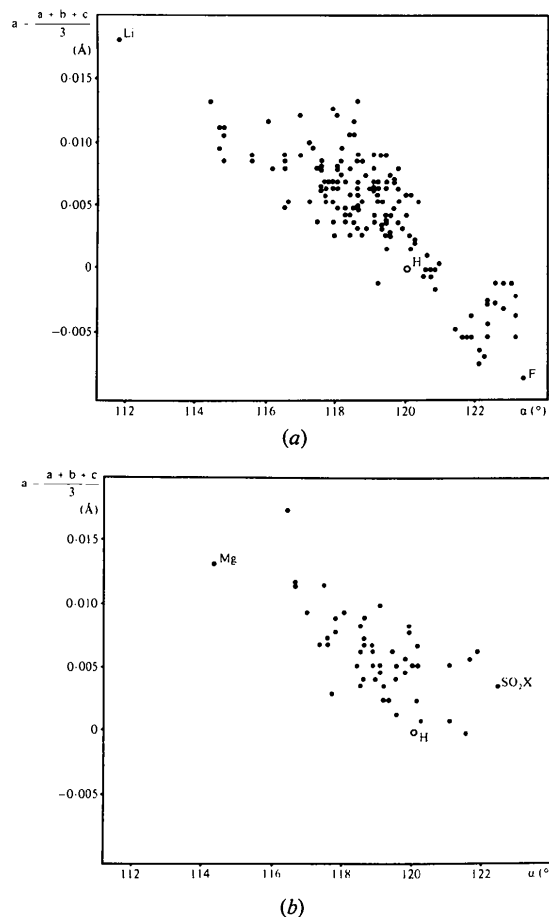 a - (a + b + c)/3
(Å)
Li
0·015
0·010
0·005
0
H
−0·005
F
112 114 116 118 120 122 α (°)
(a)
a - (a + b + c)/3
(Å)
0·015
Mg
0·010
0·005
SO₂X
0
H
−0·005
112 114 116 118 120 122 α (°)
(b)